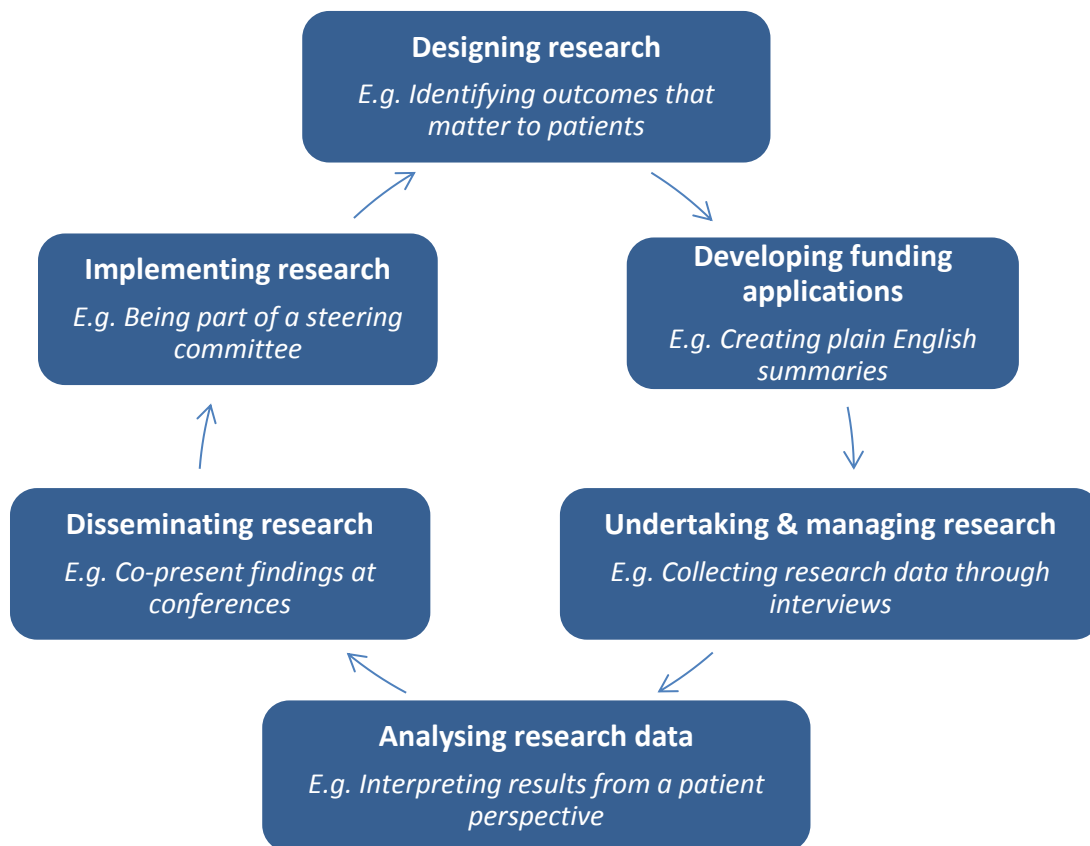 Designing research
E.g. Identifying outcomes that
matter to patients
Developing funding
applications
E.g. Creating plain English
summaries
Undertaking & managing research
E.g. Collecting research data through
interviews
Analysing research data
E.g. Interpreting results from a patient
perspective
Disseminating research
E.g. Co-present findings at
conferences
Implementing research
E.g. Being part of a steering
committee